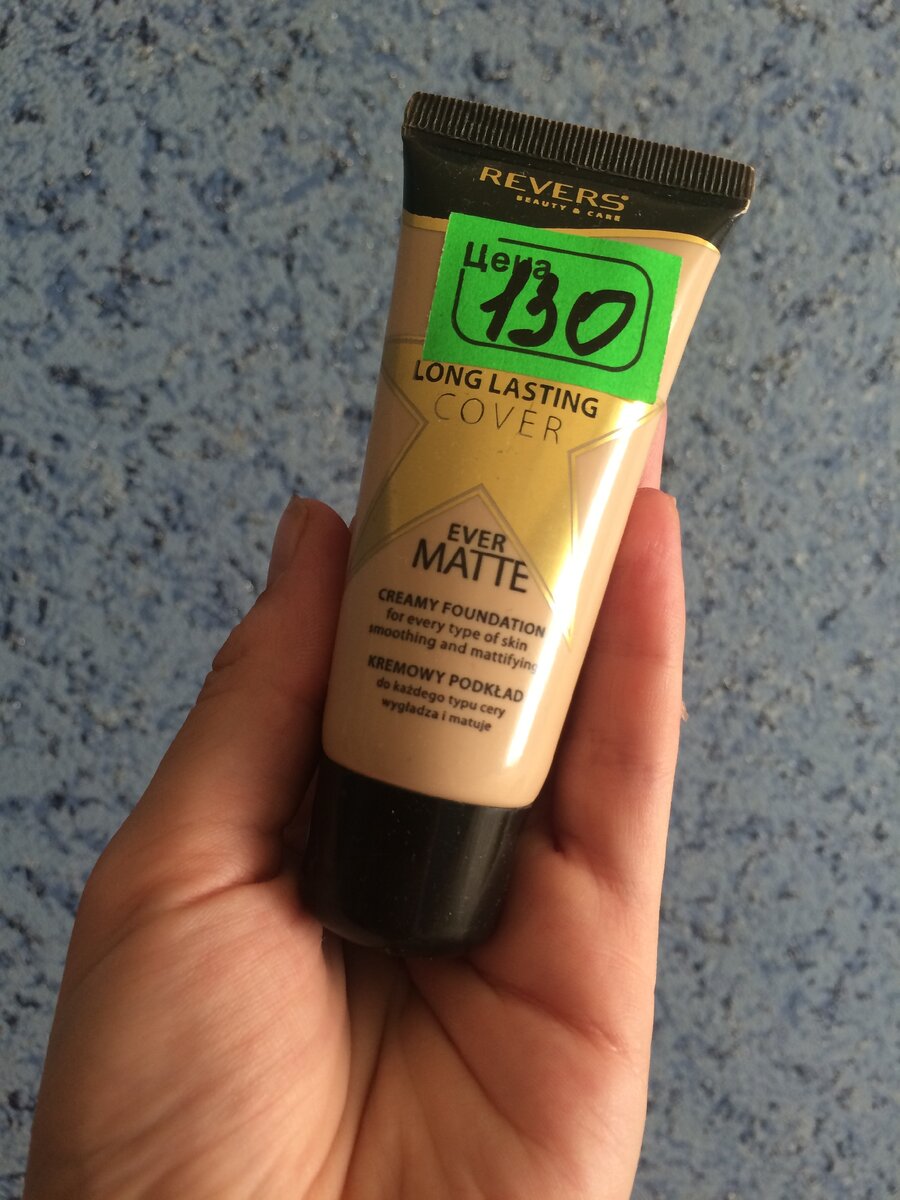 REVERS
BEAUTY & CARE
Цена
130
LONG LASTING
COVER
EVER
MATTE
CREAMY FOUNDATION
for every type of skin
smoothing and mattifying
KREMOWY PODKŁAD
do każdego typu cery
wygładza i matuje